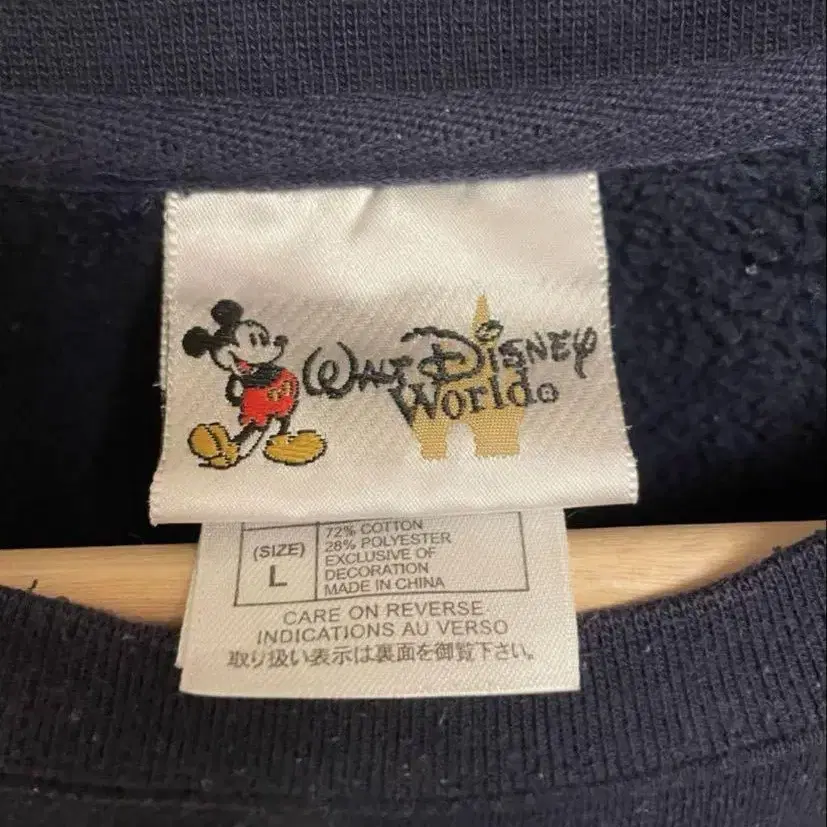 WALT DISNEY
World®
(SIZE)
L
72% COTTON
28% POLYESTER
EXCLUSIVE OF
DECORATION
MADE IN CHINA
CARE ON REVERSE
INDICATIONS AU VERSO
取り扱い表示は裏面を御覧下さい。